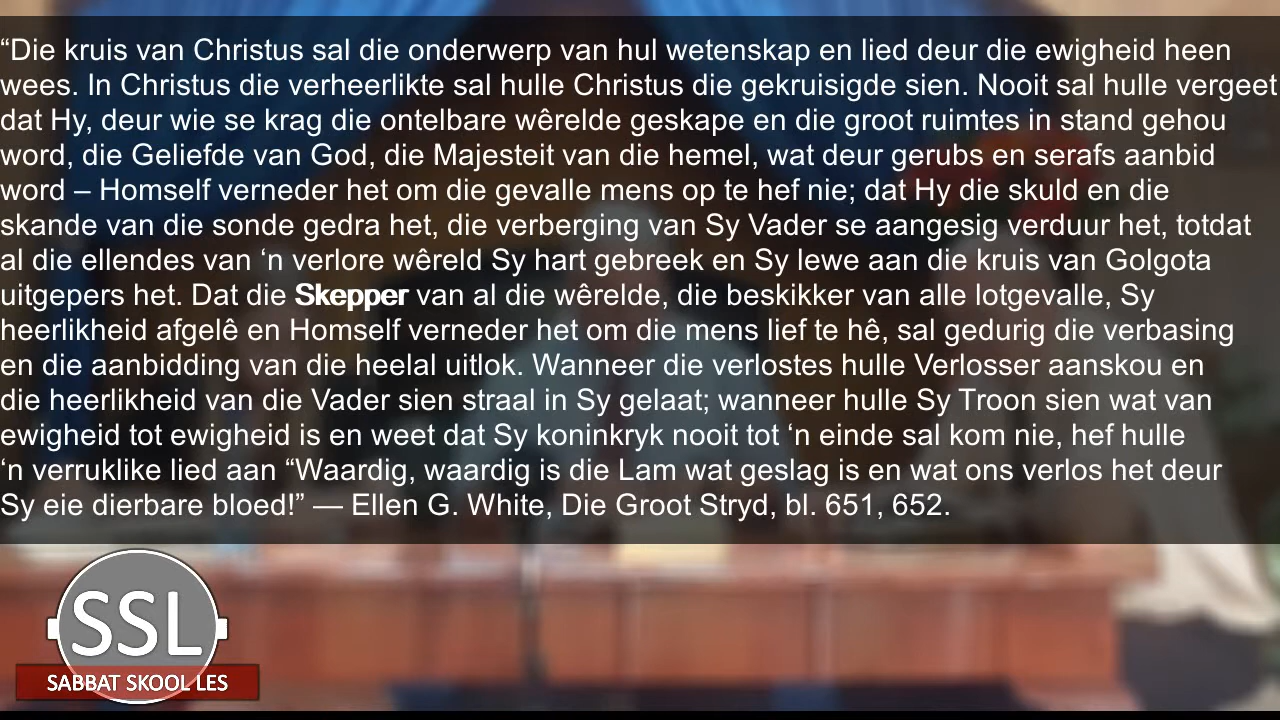 “Die kruis van Christus sal die onderwerp van hul wetenskap en lied deur die ewigheid heen
wees. In Christus die verheerlikte sal hulle Christus die gekruisigde sien. Nooit sal hulle vergeet
dat Hy, deur wie se krag die ontelbare wêrelde geskape en die groot ruimtes in stand gehou
word, die Geliefde van God, die Majesteit van die hemel, wat deur gerubs en serafs aanbid
word – Homself verneder het om die gevalle mens op te hef nie; dat Hy die skuld en die
skande van die sonde gedra het, die verberging van Sy Vader se aangesig verduur het, totdat
al die ellendes van ‘n verlore wêreld Sy hart gebreek en Sy lewe aan die kruis van Golgota
uitgepers het. Dat die Skepper van al die wêrelde, die beskikker van alle lotgevalle, Sy
heerlikheid afgelê en Homself verneder het om die mens lief te hê, sal gedurig die verbasing
en die aanbidding van die heelal uitlok. Wanneer die verlostes hulle Verlosser aanskou en
die heerlikheid van die Vader sien straal in Sy gelaat; wanneer hulle Sy Troon sien wat van
ewigheid tot ewigheid is en weet dat Sy koninkryk nooit tot ‘n einde sal kom nie, hef hulle
‘n verruklike lied aan “Waardig, waardig is die Lam wat geslag is en wat ons verlos het deur
Sy eie dierbare bloed!” — Ellen G. White, Die Groot Stryd, bl. 651, 652.
SSL
SABBAT SKOOL LES